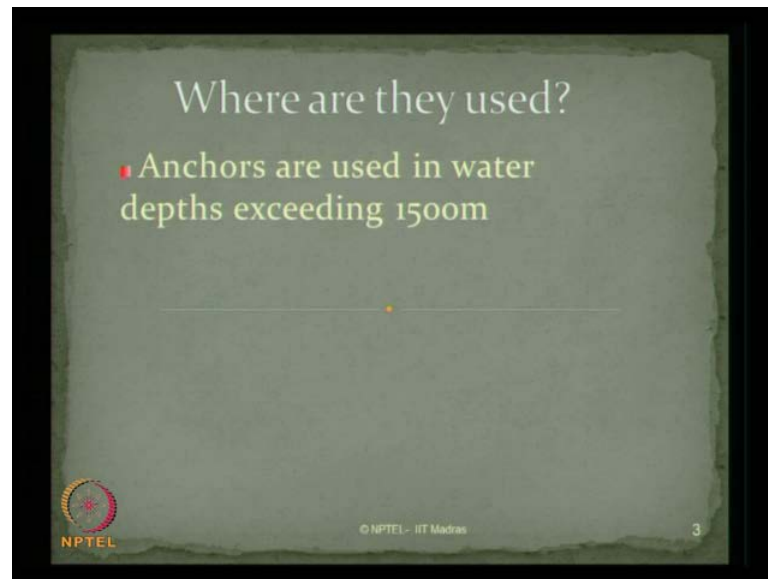 Where are they used?
Anchors are used in water
depths exceeding 1500m
NPTEL
© NPTEL- IIT Madras
3